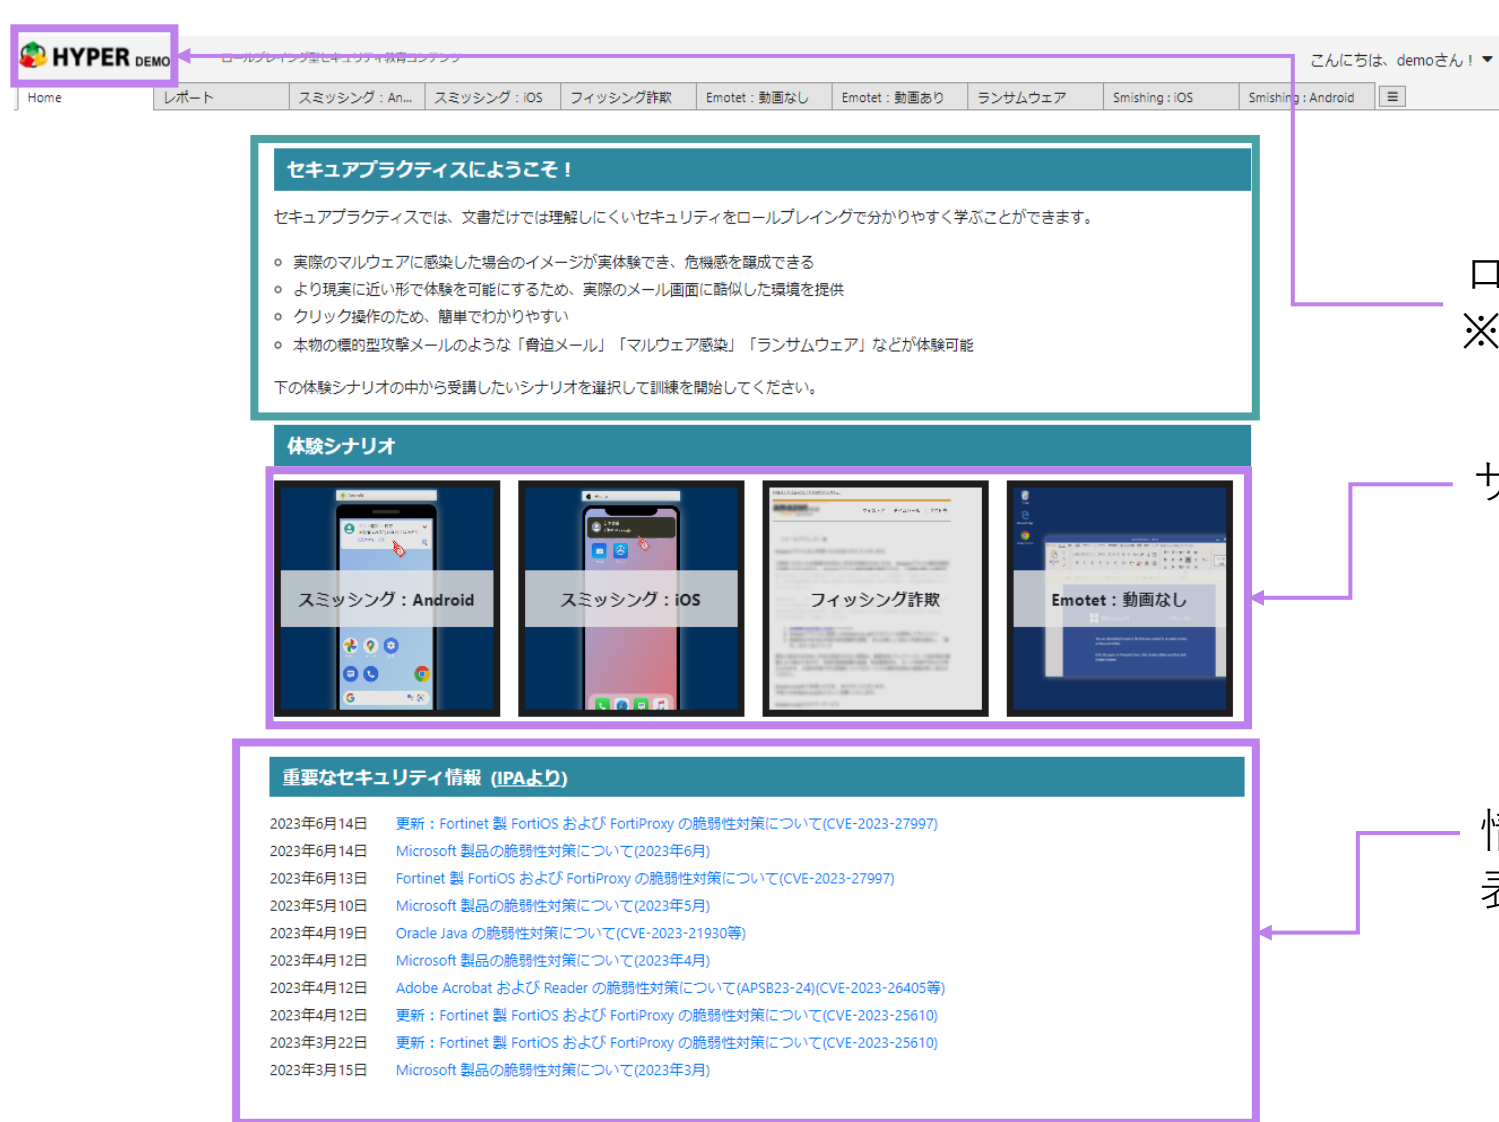 HYPER DEMO
ロールプレイング型セキュリティ教育コンテンツ
こんにちは、demoさん！
Home
レポート
スミッシング：An...
スミッシング：iOS
フィッシング詐欺
Emotet：動画なし
Emotet：動画あり
ランサムウェア
Smishing : iOS
Smishing : Android
セキュアプラクティスにようこそ！
セキュアプラクティスでは、文書だけでは理解しにくいセキュリティをロールプレイングで分かりやすく学ぶことができます。
実際のマルウェアに感染した場合のイメージが実体験でき、危機感を醸成できる
より現実に近い形で体験を可能にするため、実際のメール画面に酷似した環境を提供
クリック操作のため、簡単でわかりやすい
本物の標的型攻撃メールのような「脅迫メール」「マルウェア感染」「ランサムウェア」などが体験可能
下の体験シナリオの中から受講したいシナリオを選択して訓練を開始してください。
ロ
※
体験シナリオ
サ
Android
amazon
スミッシング：Android
スミッシング：iOS
フィッシング詐欺
Emotet：動画なし
重要なセキュリティ情報 (IPAより)
2023年6月14日 更新：Fortinet 製 FortiOS および FortiProxy の脆弱性対策について(CVE-2023-27997)
2023年6月14日 Microsoft 製品の脆弱性対策について(2023年6月)
2023年6月13日 Fortinet 製 FortiOS および FortiProxy の脆弱性対策について(CVE-2023-27997)
2023年5月10日 Microsoft 製品の脆弱性対策について(2023年5月)
2023年4月19日 Oracle Java の脆弱性対策について(CVE-2023-21930等)
2023年4月12日 Microsoft 製品の脆弱性対策について(2023年4月)
2023年4月12日 Adobe Acrobat および Reader の脆弱性対策について(APSB23-24)(CVE-2023-26405等)
2023年4月12日 更新：Fortinet 製 FortiOS および FortiProxy の脆弱性対策について(CVE-2023-25610)
2023年3月22日 更新：Fortinet 製 FortiOS および FortiProxy の脆弱性対策について(CVE-2023-25610)
2023年3月15日 Microsoft 製品の脆弱性対策について(2023年3月)
情
表